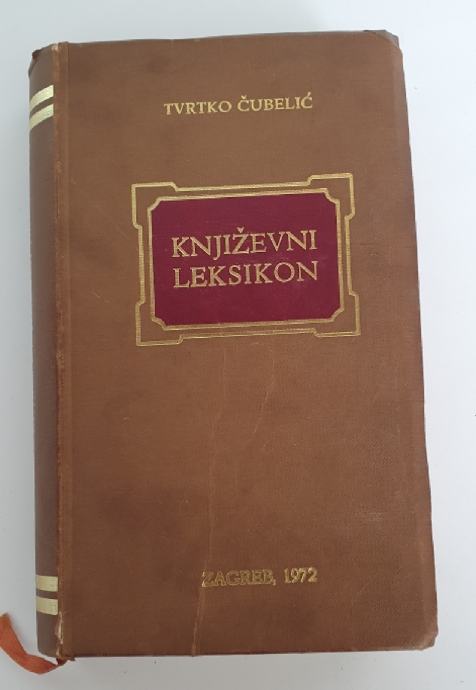 TVRTKO ČUBELIĆ
KNJIŽEVNI
LEKSIKON
ZAGREB, 1972